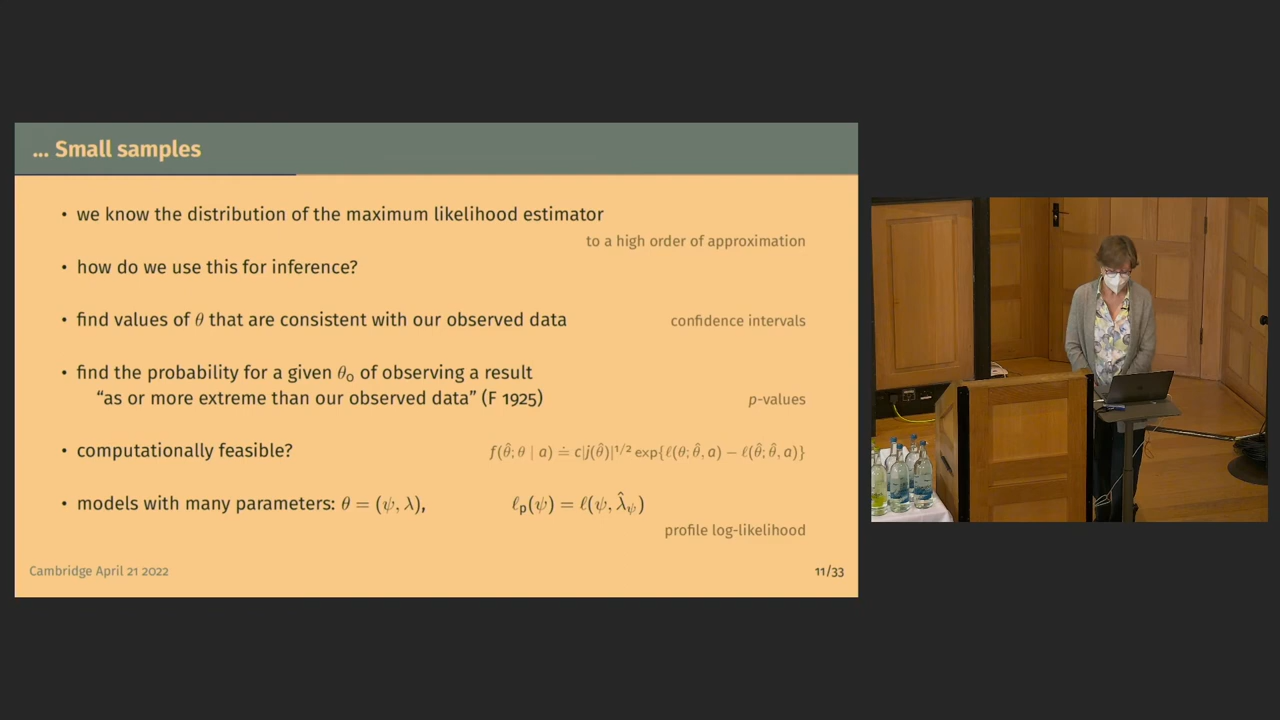 ... Small samples
• we know the distribution of the maximum likelihood estimator
to a high order of approximation
• how do we use this for inference?
• find values of θ that are consistent with our observed data confidence intervals
• find the probability for a given θ₀ of observing a result
“as or more extreme than our observed data” (F 1925) p-values
• computationally feasible? f(θ̂; θ | a) ≐ c|j(θ̂)|^{1/2} exp{ℓ(θ; θ̂, a) − ℓ(θ̂; θ̂, a)}
• models with many parameters: θ = (ψ, λ), ℓ_p(ψ) = ℓ(ψ, λ̂_ψ)
profile log-likelihood
Cambridge April 21 2022 11/33